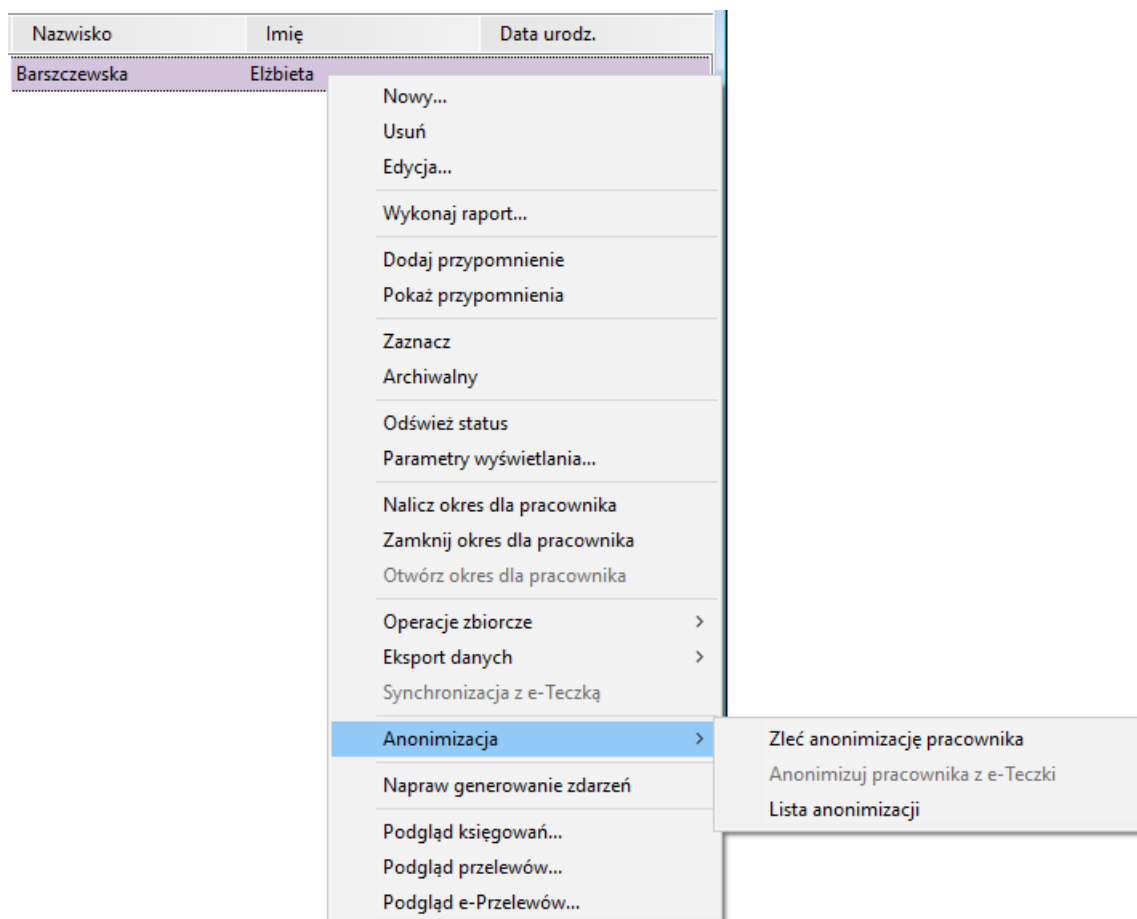 Nazwisko Imię Data urodz.
Barszczewska Elżbieta
Nowy...
Usuń
Edycja...
Wykonaj raport...
Dodaj przypomnienie
Pokaż przypomnienia
Zaznacz
Archiwalny
Odśwież status
Parametry wyświetlania...
Nalicz okres dla pracownika
Zamknij okres dla pracownika
Otwórz okres dla pracownika
Operacje zbiorcze
Eksport danych
Synchronizacja z e-Teczką
Anonimizacja
Zleć anonimizację pracownika
Anonimizuj pracownika z e-Teczki
Lista anonimizacji
Napraw generowanie zdarzeń
Podgląd księgowań...
Podgląd przelewów...
Podgląd e-Przelewów...